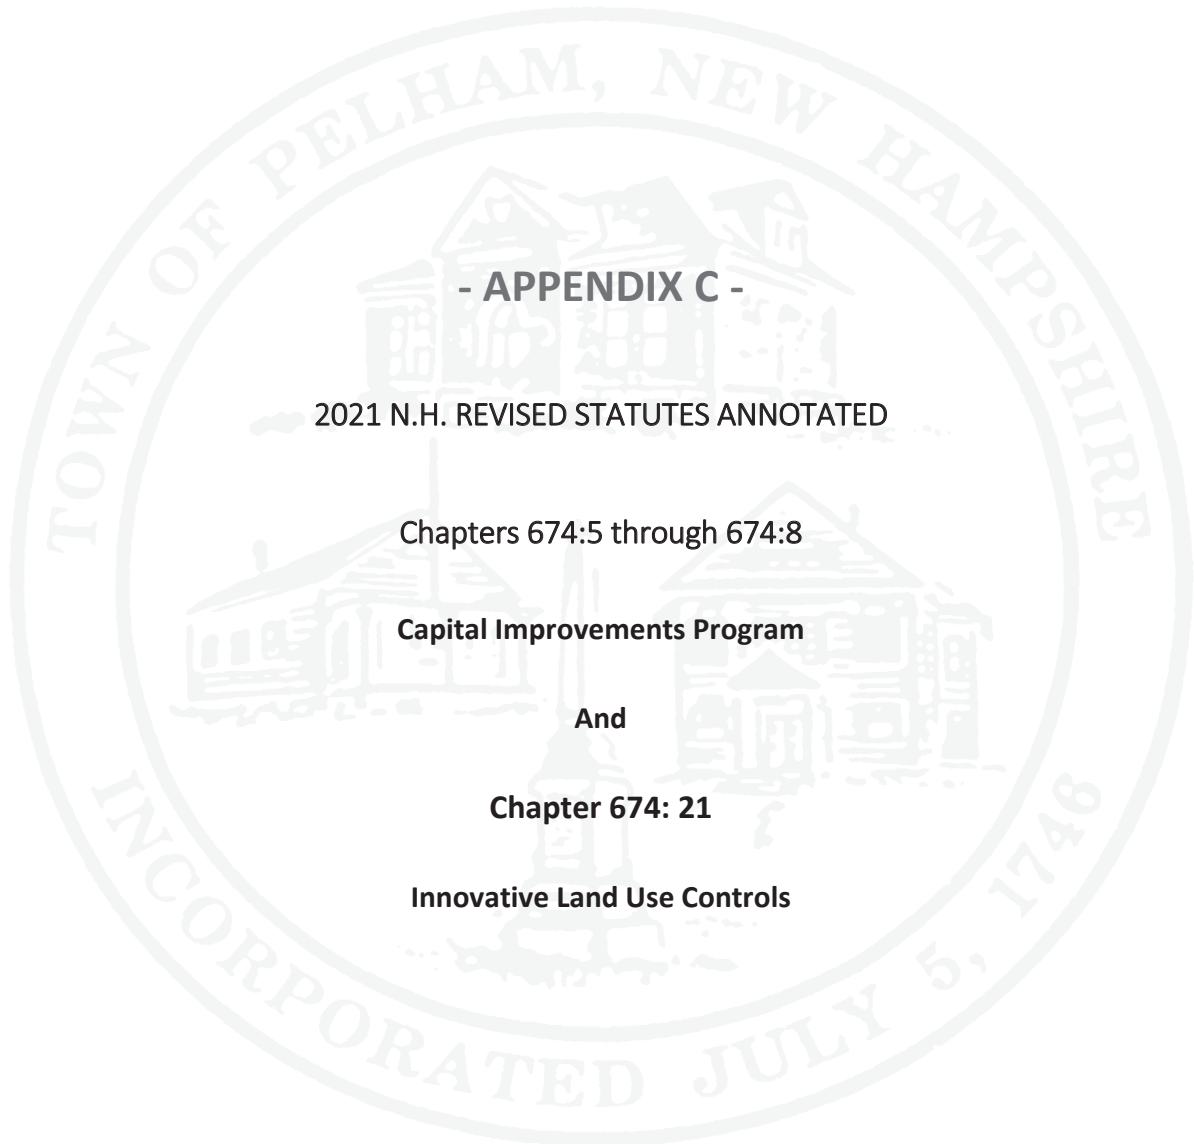 TOWN OF PELHAM, NEW HAMPSHIRE
- APPENDIX C -
2021 N.H. REVISED STATUTES ANNOTATED
Chapters 674:5 through 674:8
Capital Improvements Program
And
Chapter 674: 21
Innovative Land Use Controls
INCORPORATED JULY 5, 1746